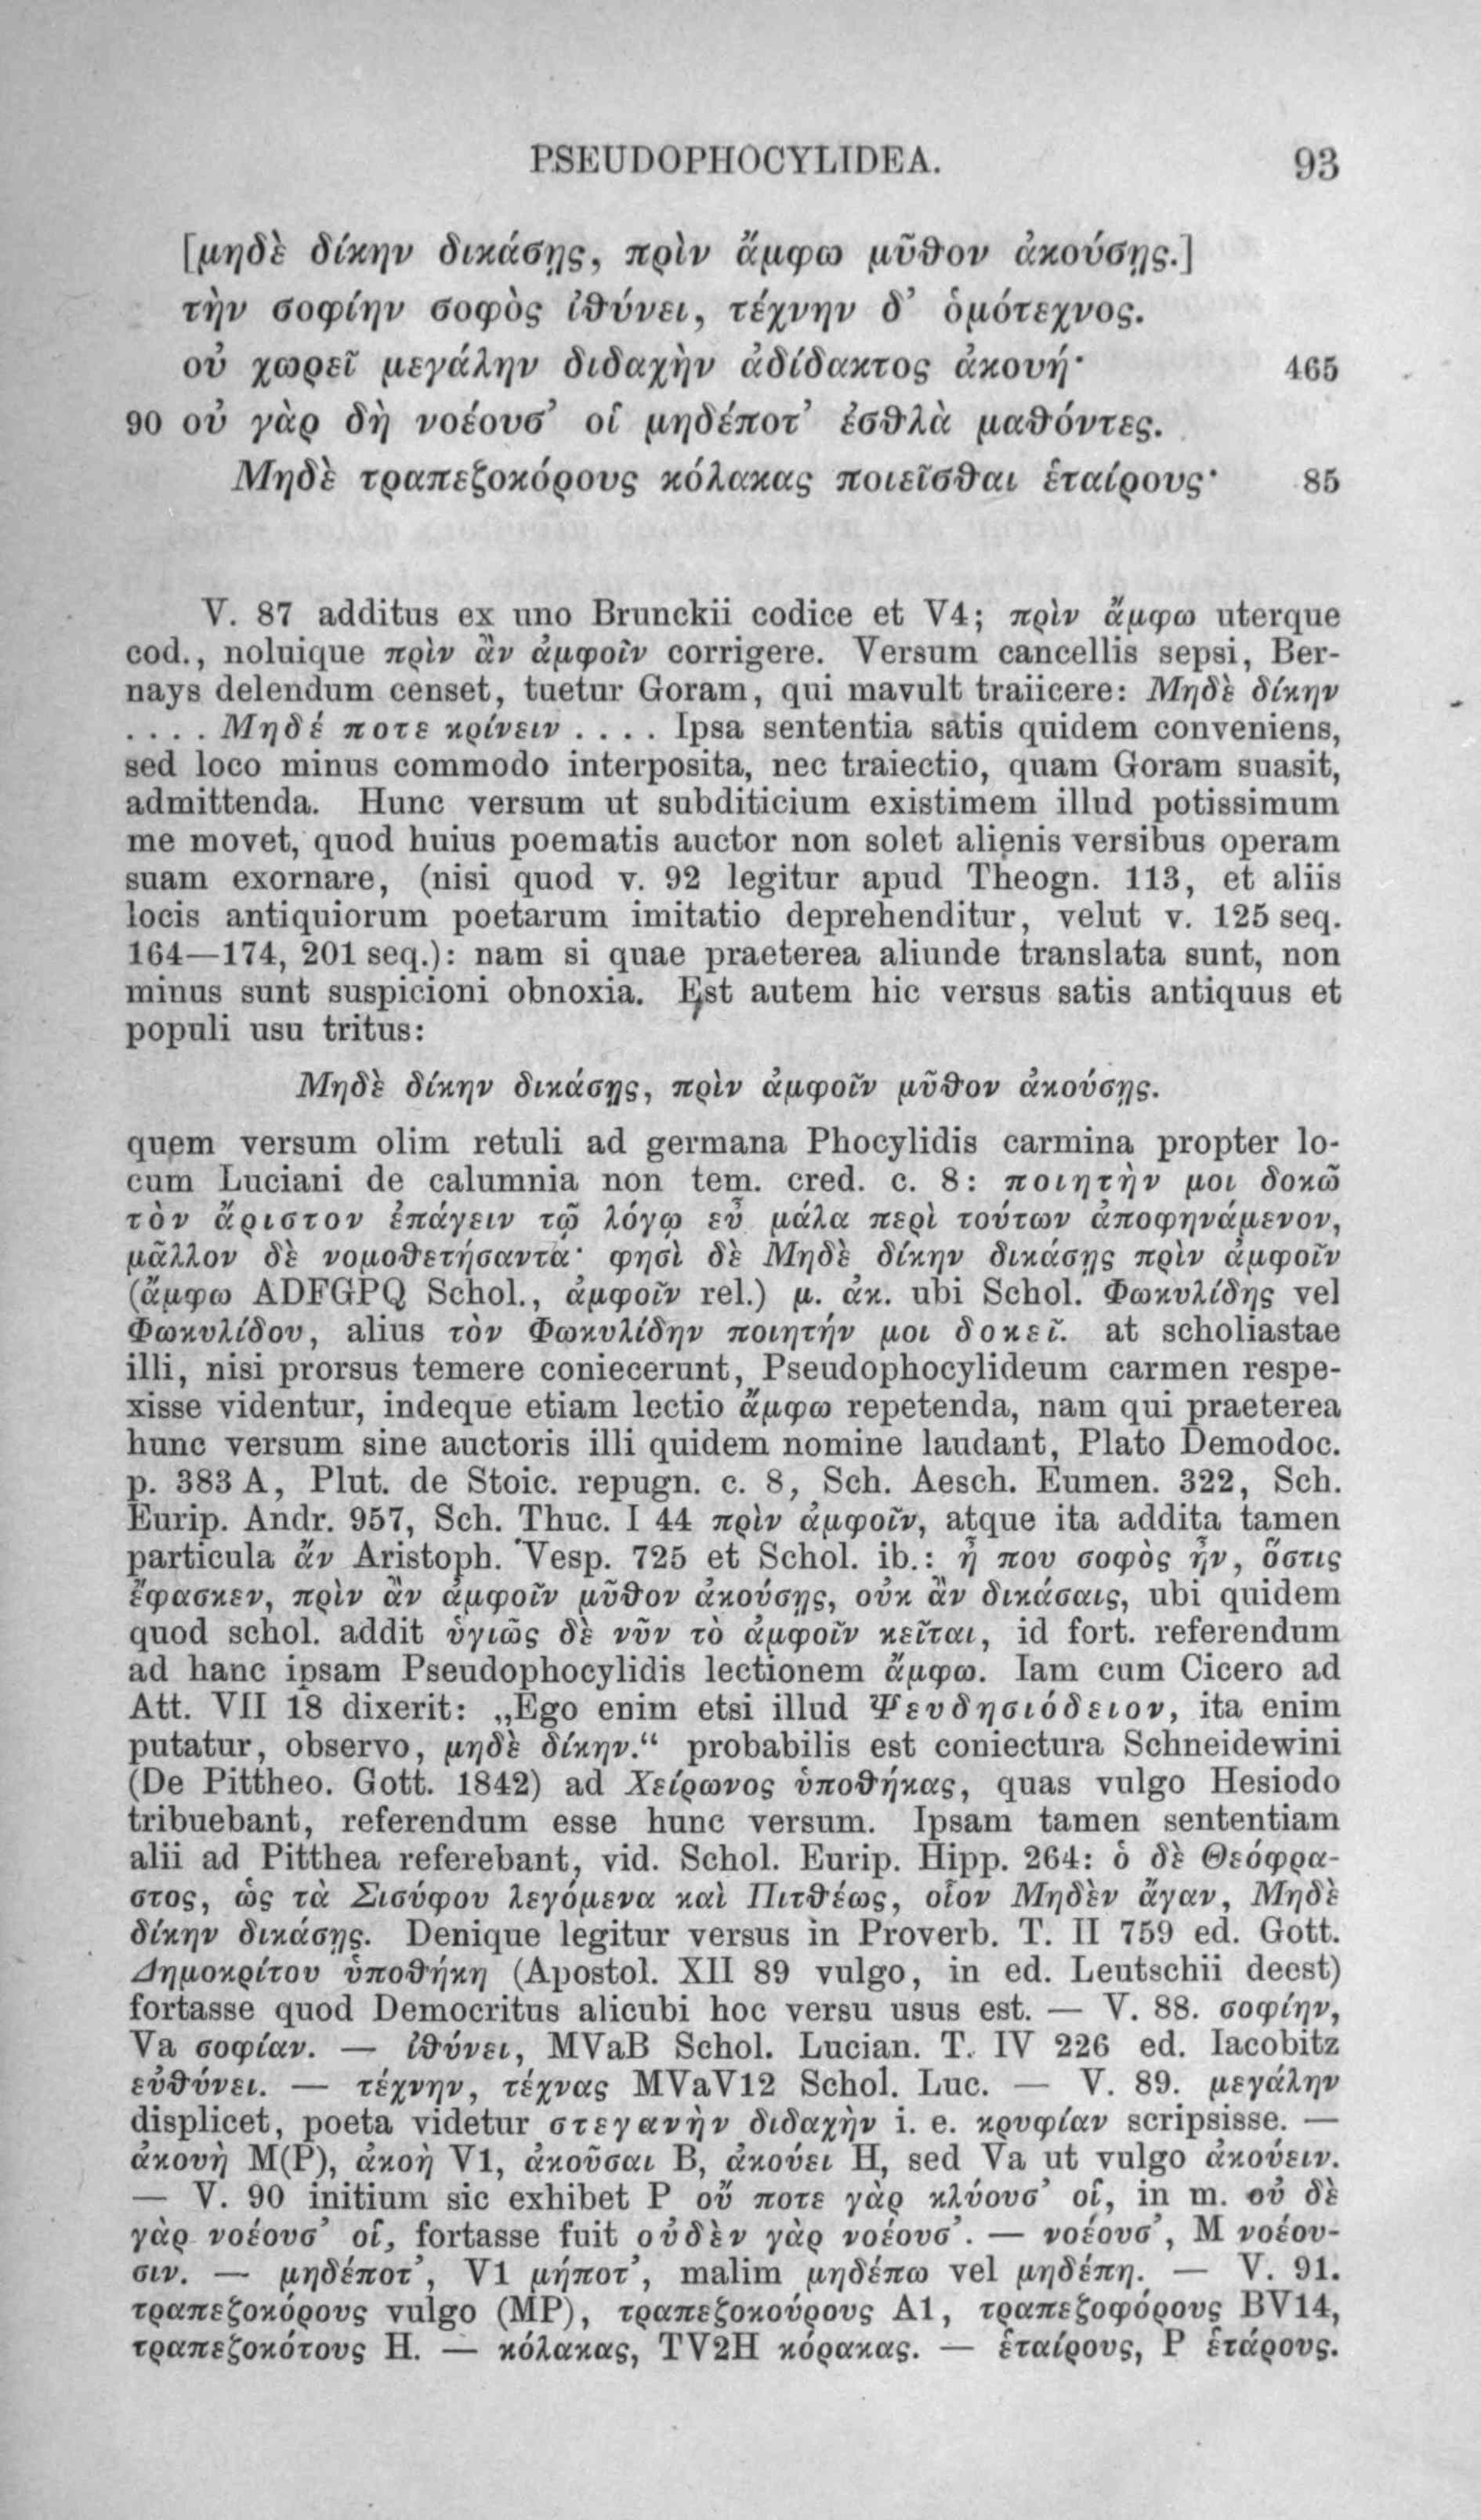 PSEUDOPHOCYLIDEA. 93
[μηδὲ δίκην δικάσῃς, πρὶν ἄμφω μῦθον ἀκούσῃς.]
τὴν σοφίην σοφὸς ἰθύνει, τέχνην δ’ ὁμότεχνος.
οὐ χωρεῖ μεγάλην διδαχὴν ἀδίδακτος ἀκουή· 465
90 οὐ γὰρ δὴ νοέουσ’ οἱ μηδέποτ’ ἐσθλὰ μαθόντες.
Μηδὲ τραπεζοκόρους κόλακας ποιεῖσθαι ἑταίρους· 85
V. 87 additus ex uno Brunckii codice et V4; πρὶν ἄμφω uterque
cod., noluique πρὶν ἂν ἀμφοῖν corrigere. Versum cancellis sepsi, Ber-
nays delendum censet, tuetur Goram, qui mavult traiicere: Μηδὲ δίκην
. . . . Μηδέ ποτε κρίνειν . . . . Ipsa sententia satis quidem conveniens,
sed loco minus commodo interposita, nec traiectio, quam Goram suasit,
admittenda. Hunc versum ut subditicium existimem illud potissimum
me movet, quod huius poematis auctor non solet alienis versibus operam
suam exornare, (nisi quod v. 92 legitur apud Theogn. 113, et aliis
locis antiquiorum poetarum imitatio deprehenditur, velut v. 125 seq.
164—174, 201 seq.): nam si quae praeterea aliunde translata sunt, non
minus sunt suspicioni obnoxia. Est autem hic versus satis antiquus et
populi usu tritus:
Μηδὲ δίκην δικάσῃς, πρὶν ἀμφοῖν μῦθον ἀκούσῃς.
quem versum olim retuli ad germana Phocylidis carmina propter lo-
cum Luciani de calumnia non tem. cred. c. 8: ποιητὴν μοι δοκῶ
τὸν ἄριστον ἐπάγειν τῷ λόγῳ εὖ μάλα περὶ τούτων ἀποφηνάμενον,
μᾶλλον δὲ νομοθετήσαντα· φησὶ δὲ Μηδὲ δίκην δικάσῃς πρὶν ἀμφοῖν
(ἄμφω ADFGPQ Schol., ἀμφοῖν rel.) μ. ἀκ. ubi Schol. Φωκυλίδης vel
Φωκυλίδου, alius τὸν Φωκυλίδην ποιητήν μοι δοκεῖ. at scholiastae
illi, nisi prorsus temere coniecerunt, Pseudophocylideum carmen respe-
xisse videntur, indeque etiam lectio ἄμφω repetenda, nam qui praeterea
hunc versum sine auctoris illi quidem nomine laudant, Plato Demodoc.
p. 383 A, Plut. de Stoic. repugn. c. 8, Sch. Aesch. Eumen. 322, Sch.
Eurip. Andr. 957, Sch. Thuc. I 44 πρὶν ἀμφοῖν, atque ita addita tamen
particula ἄν Aristoph. Vesp. 725 et Schol. ib.: ἦ που σοφὸς ἦν, ὅστις
ἔφασκεν, πρὶν ἂν ἀμφοῖν μῦθον ἀκούσῃς, οὐκ ἂν δικάσαις, ubi quidem
quod schol. addit ὑγιῶς δὲ νῦν τὸ ἀμφοῖν κεῖται, id fort. referendum
ad hanc ipsam Pseudophocylidis lectionem ἄμφω. Iam cum Cicero ad
Att. VII 18 dixerit: „Ego enim etsi illud Ψευδησιόδειον, ita enim
putatur, observo, μηδὲ δίκην.“ probabilis est coniectura Schneidewini
(De Pittheo. Gott. 1842) ad Χείρωνος ὑποθήκας, quas vulgo Hesiodo
tribuebant, referendum esse hunc versum. Ipsam tamen sententiam
alii ad Pitthea referebant, vid. Schol. Eurip. Hipp. 264: ὁ δὲ Θεόφρα-
στος, ὡς τὰ Σισύφου λεγόμενα καὶ Πιτθέως, οἷον Μηδὲν ἄγαν, Μηδὲ
δίκην δικάσῃς. Denique legitur versus in Proverb. T. II 759 ed. Gott.
Δημοκρίτου ὑποθήκη (Apostol. XII 89 vulgo, in ed. Leutschii deest)
fortasse quod Democritus alicubi hoc versu usus est. — V. 88. σοφίην,
Va σοφίαν. — ἰθύνει, MVaB Schol. Lucian. T. IV 226 ed. Iacobitz
εὐθύνει. — τέχνην, τέχνας MVaV12 Schol. Luc. — V. 89. μεγάλην
displicet, poeta videtur στεγανὴν διδαχὴν i. e. κρυφίαν scripsisse. —
ἀκουὴ M(P), ἀκοὴ V1, ἀκοῦσαι B, ἀκούει H, sed Va ut vulgo ἀκούειν.
— V. 90 initium sic exhibet P οὔ ποτε γὰρ κλύουσ’ οἵ, in m. οὐ δὲ
γὰρ νοέουσ’ οἵ, fortasse fuit οὐδὲν γὰρ νοέουσ’. — νοέουσ’, M νοέου-
σιν. — μηδέποτ’, V1 μήποτ’, malim μηδέπω vel μηδέπη. — V. 91.
τραπεζοκόρους vulgo (MP), τραπεζοκούρους A1, τραπεζοφόρους BV14,
τραπεζοκότους H. — κόλακας, TV2H κόρακας. — ἑταίρους, P ἑτάρους.